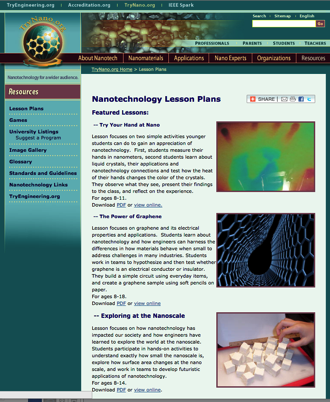 TryEngineering.org | Accreditation.org | TryNano.org | IEEE Spark
TryNano.org
Search | Sitemap | English
Go
PROFESSIONALS PARENTS STUDENTS TEACHERS
About Nanotech Nanomaterials Applications Nano Experts Organizations Resources
Nanotechnology for a wider audience.
TryNano.org Home > Lesson Plans
Resources
Lesson Plans
Games
University Listings
Suggest a Program
Image Gallery
Glossary
Standards and Guidelines
Nanotechnology Links
TryEngineering.org
Nanotechnology Lesson Plans
SHARE
Featured Lessons:
-- Try Your Hand at Nano
Lesson focuses on two simple activities younger
students can do to gain an appreciation of
nanotechnology. First, students measure their
hands in nanometers, second students learn about
liquid crystals, their applications and
nanotechnology connections and test how the heat
of their hands changes the color of the crystals.
They observe what they see, present their findings
to the class, and reflect on the experience.
For ages 8-11.
Download PDF or view online.
-- The Power of Graphene
Lesson focuses on graphene and its electrical
properties and applications. Students learn about
nanotechnology and how engineers can harness the
differences in how materials behave when small to
address challenges in many industries. Students
work in teams to hypothesize and then test whether
graphene is an electrical conductor or insulator.
They build a simple circuit using everyday items,
and create a graphene sample using soft pencils on
paper.
For ages 8-18.
Download PDF or view online
-- Exploring at the Nanoscale
Lesson focuses on how nanotechnology has
impacted our society and how engineers have
learned to explore the world at the nanoscale.
Students participate in hands-on activities to
understand exactly how small the nanoscale is,
explore how surface area changes at the nano
scale, and work in teams to develop futuristic
applications of nanotechnology.
For ages 8-14.
Download PDF or view online.